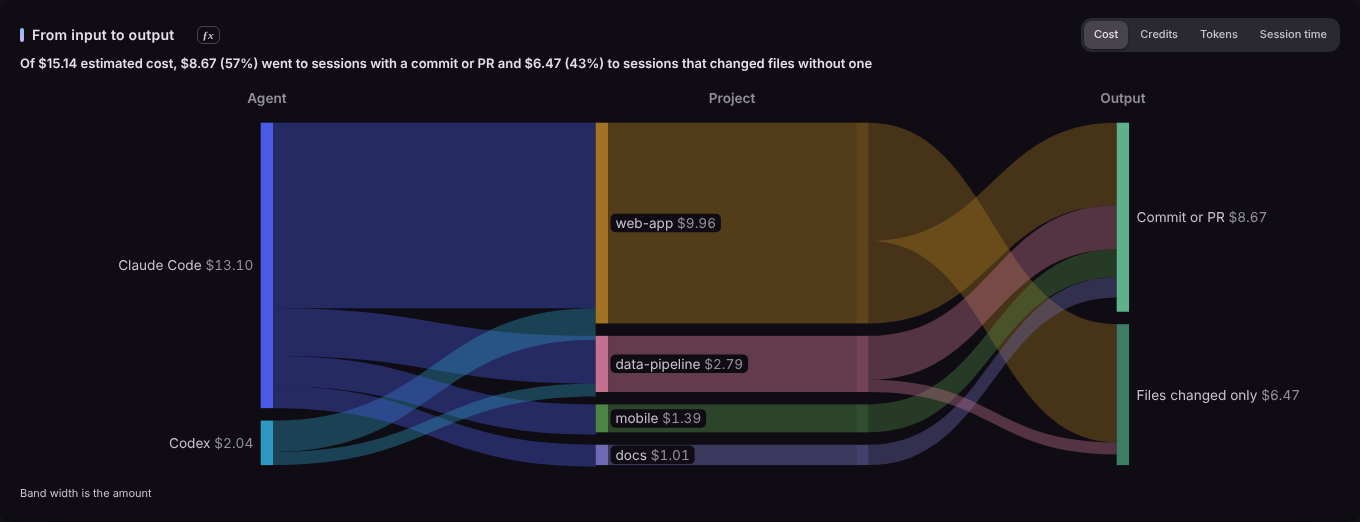 From input to output
ƒx
Cost
Credits
Tokens
Session time
Of $15.14 estimated cost, $8.67 (57%) went to sessions with a commit or PR and $6.47 (43%) to sessions that changed files without one
Agent
Project
Output
web-app $9.96
Commit or PR $8.67
Claude Code $13.10
data-pipeline $2.79
Files changed only $6.47
mobile $1.39
Codex $2.04
docs $1.01
Band width is the amount